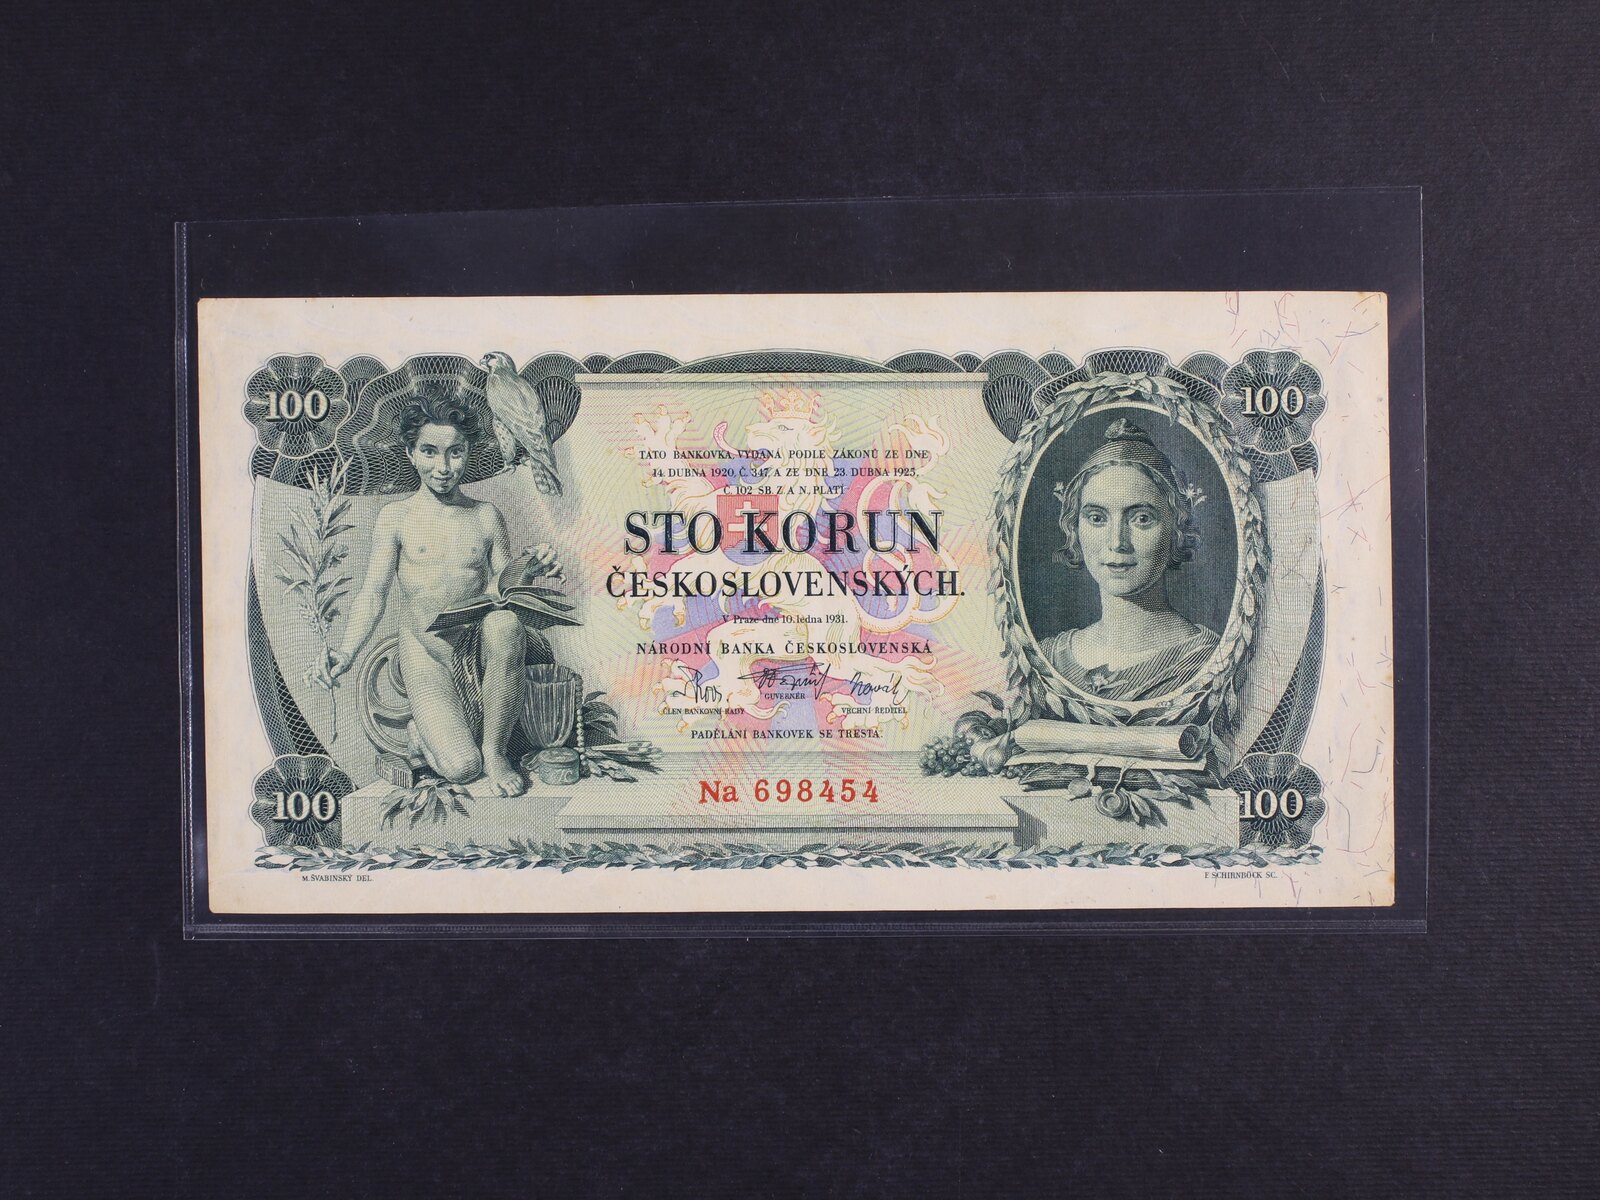 100
100
TATO BANKOVKA, VYDANÁ PODLE ZÁKONŮ ZE DNE
14. DUBNA 1920, Č. 347 A ZE DNE 23. DUBNA 1925,
Č. 102 SB. Z. A N., PLATÍ
STO KORUN
ČESKOSLOVENSKÝCH.
V Praze dne 10. ledna 1931.
NÁRODNÍ BANKA ČESKOSLOVENSKÁ
Novák
ČLEN BANKOVNÍ RADY
GUVERNÉR
VRCHNÍ ŘEDITEL
PADĚLÁNÍ BANKOVEK SE TRESTÁ.
Na 698454
100
100
M. ŠVABINSKÝ DEL.
F. SCHIRNBÖCK SC.